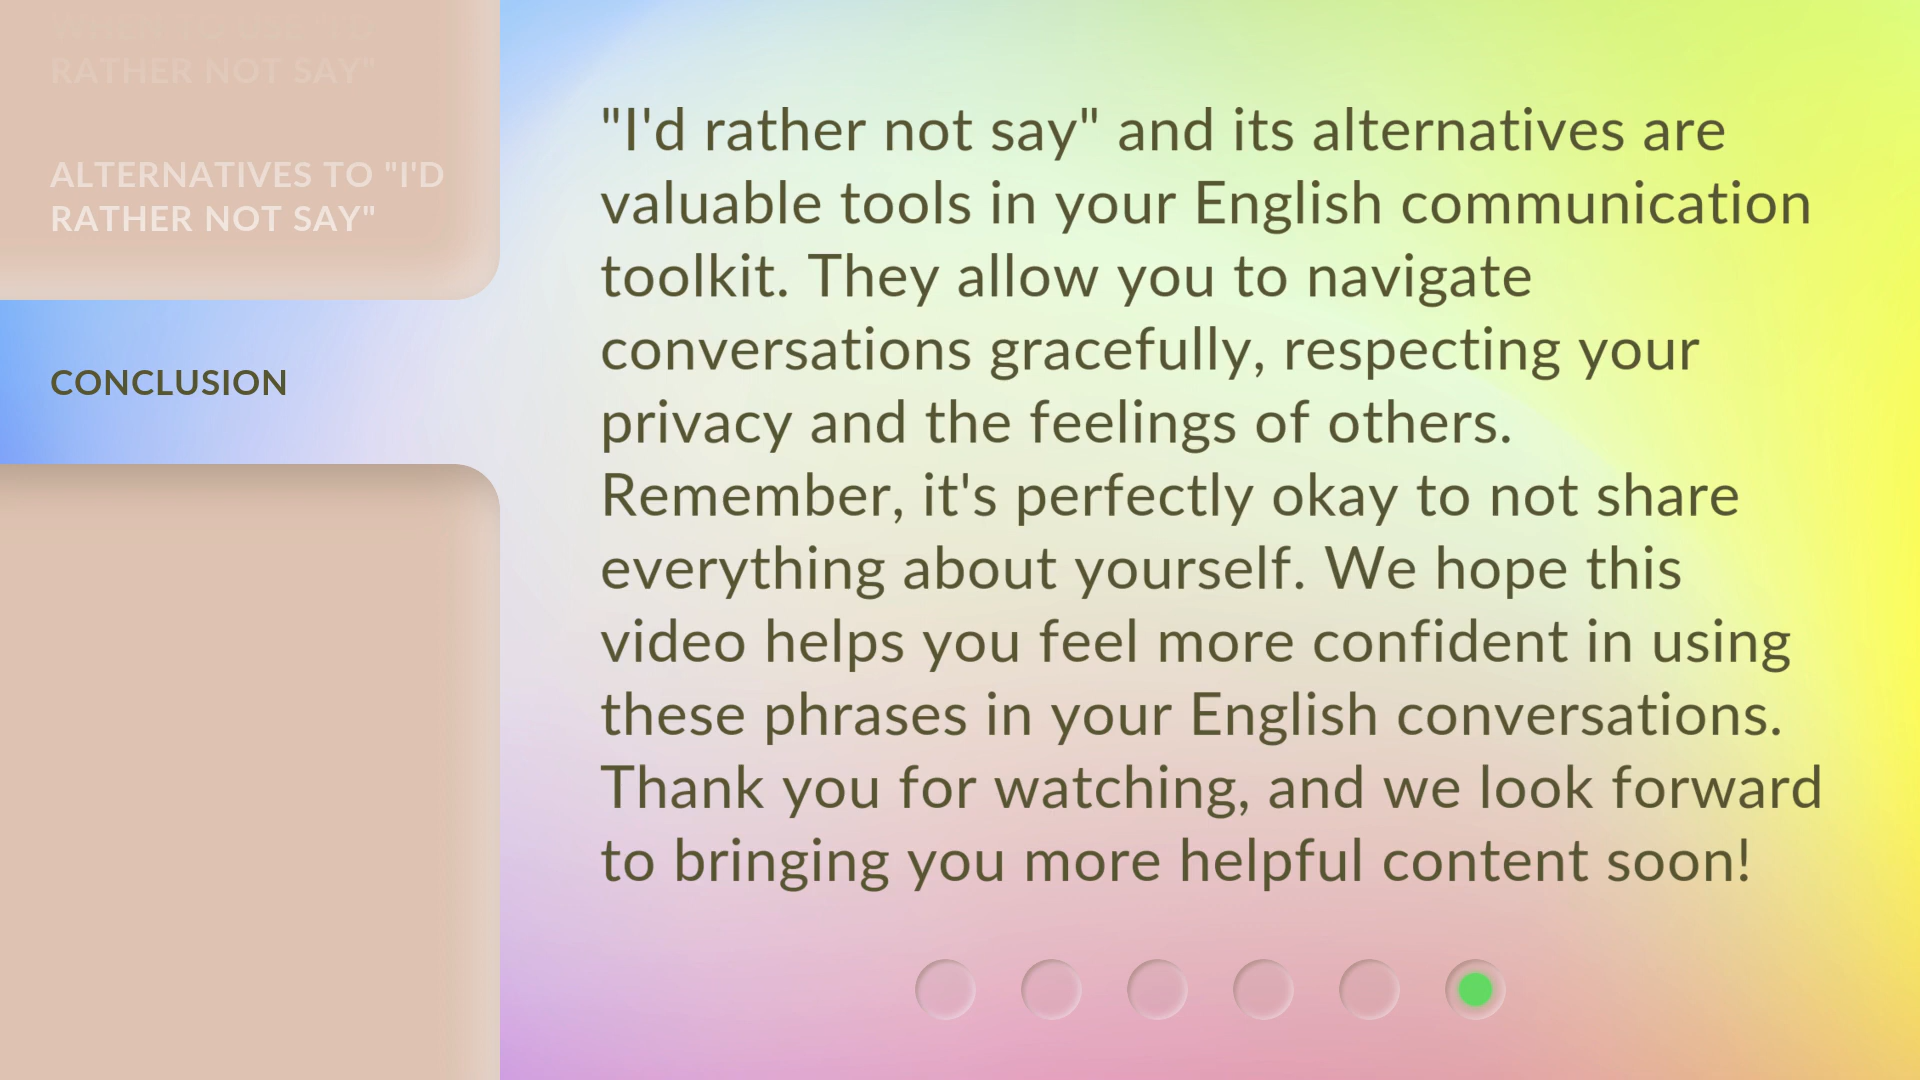 WHEN TO USE "I'D
RATHER NOT SAY"
ALTERNATIVES TO "I'D
RATHER NOT SAY"
CONCLUSION
"I'd rather not say" and its alternatives are
valuable tools in your English communication
toolkit. They allow you to navigate
conversations gracefully, respecting your
privacy and the feelings of others.
Remember, it's perfectly okay to not share
everything about yourself. We hope this
video helps you feel more confident in using
these phrases in your English conversations.
Thank you for watching, and we look forward
to bringing you more helpful content soon!